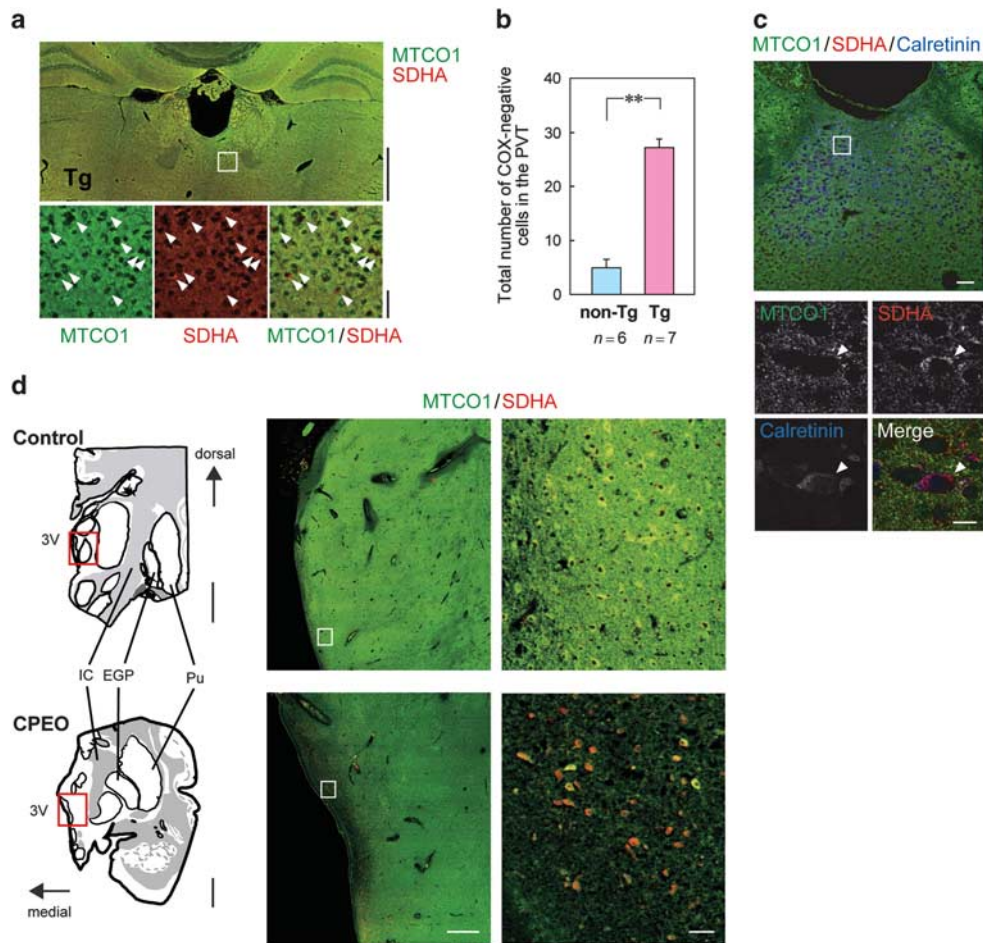 a
MTCO1
SDHA
Tg
MTCO1
SDHA
MTCO1/SDHA
b
Total number of COX-negative
cells in the PVT
40
30
20
10
0
**
non-Tg
Tg
n=6
n=7
c
MTCO1/SDHA/Calretinin
MTCO1
SDHA
Calretinin
Merge
d
MTCO1/SDHA
Control
dorsal
3V
IC
EGP
Pu
CPEO
3V
medial